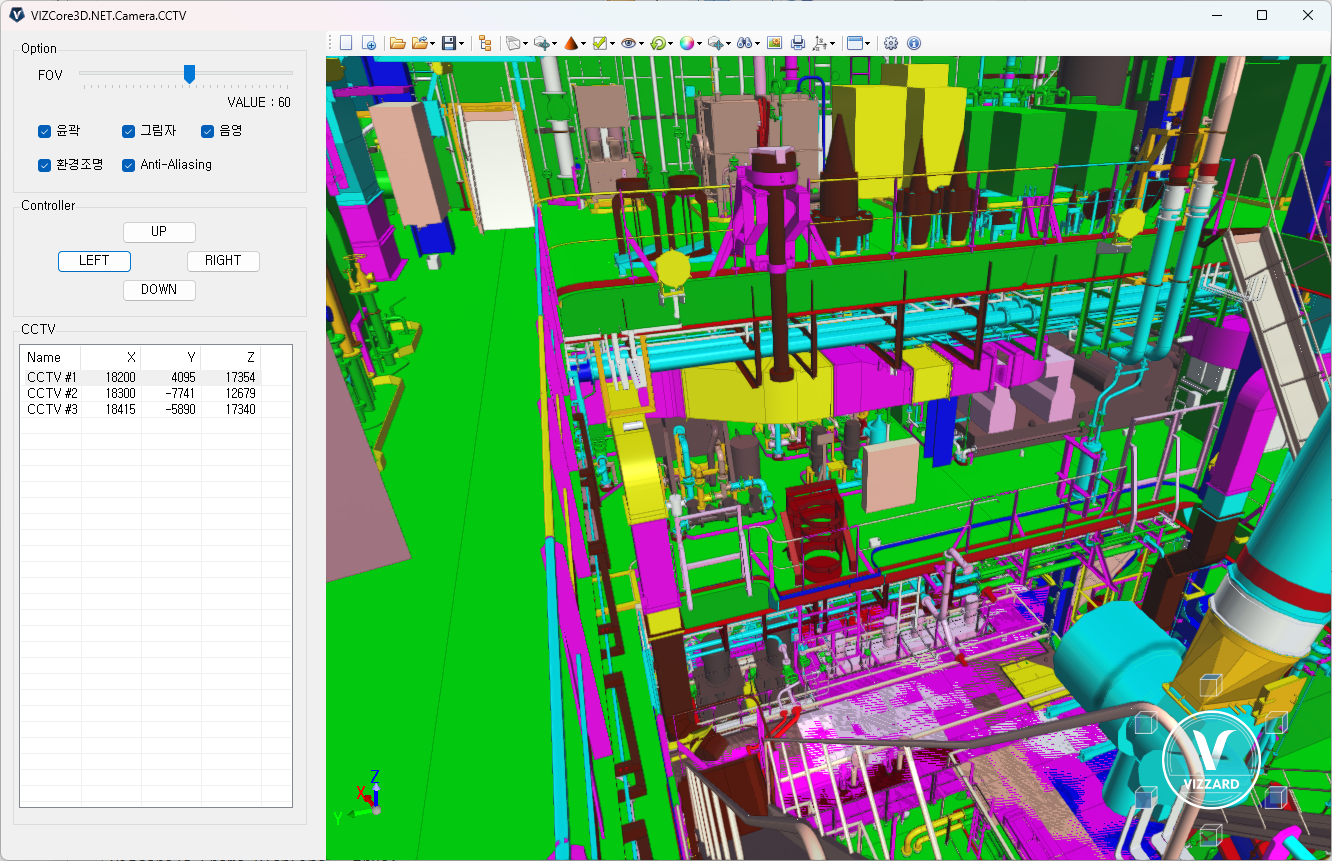 VIZCore3D.NET.Camera.CCTV
Option
FOV
VALUE : 60
윤곽 그림자 음영
환경조명 Anti-Aliasing
Controller
UP
LEFT RIGHT
DOWN
CCTV
Name X Y Z
CCTV #1 18200 4095 17354
CCTV #2 18300 -7741 12679
CCTV #3 18415 -5890 17340
Z
X
Y
VIZZARD